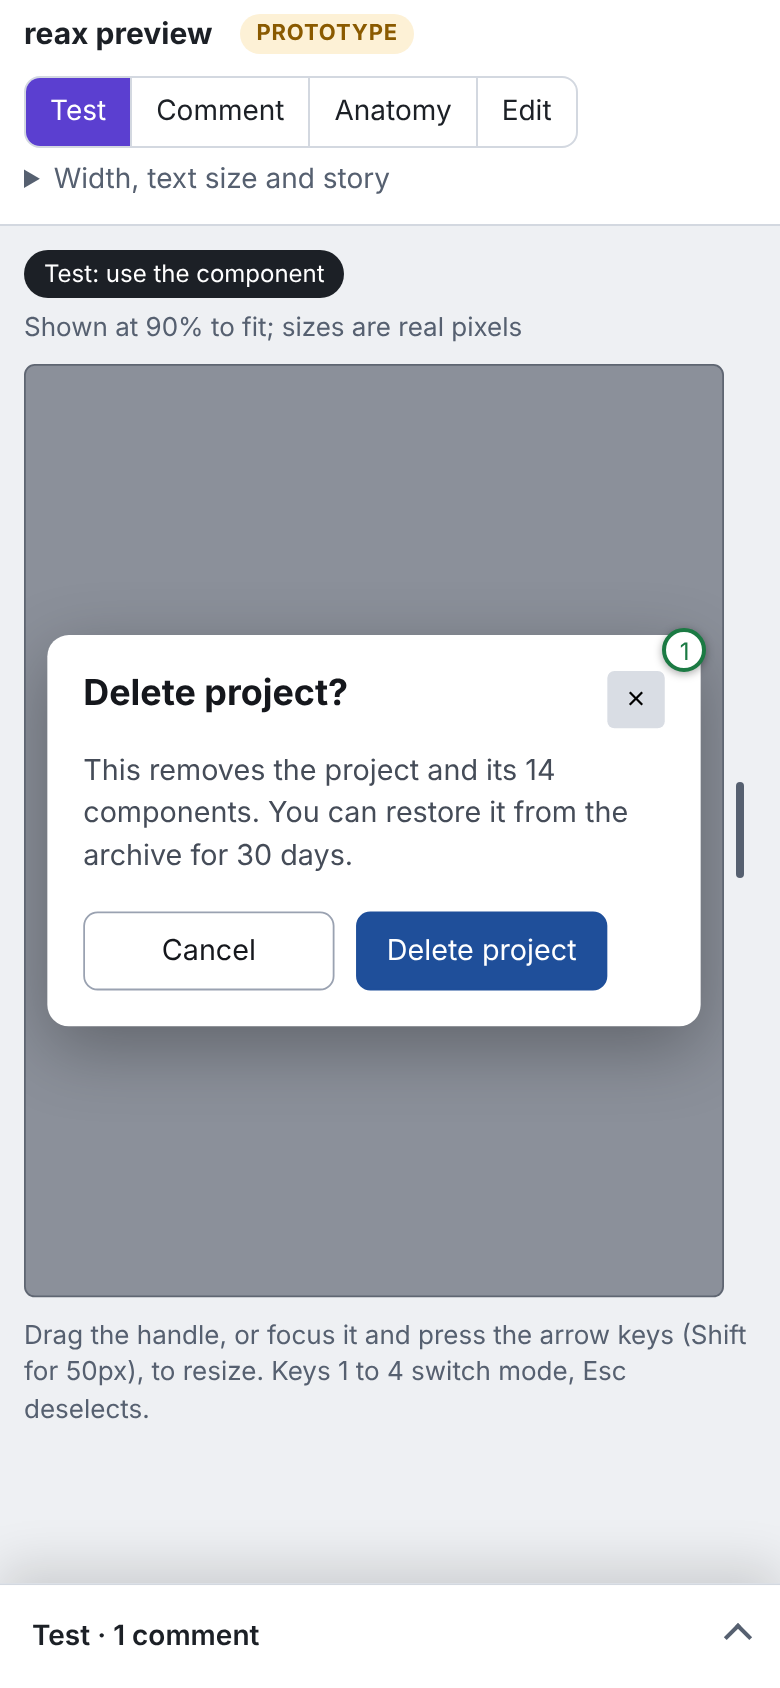 reax preview PROTOTYPE
Test Comment Anatomy Edit
Width, text size and story
Test: use the component
Shown at 90% to fit; sizes are real pixels
1
Delete project? ×
This removes the project and its 14
components. You can restore it from the
archive for 30 days.
Cancel Delete project
Drag the handle, or focus it and press the arrow keys (Shift
for 50px), to resize. Keys 1 to 4 switch mode, Esc
deselects.
Test · 1 comment